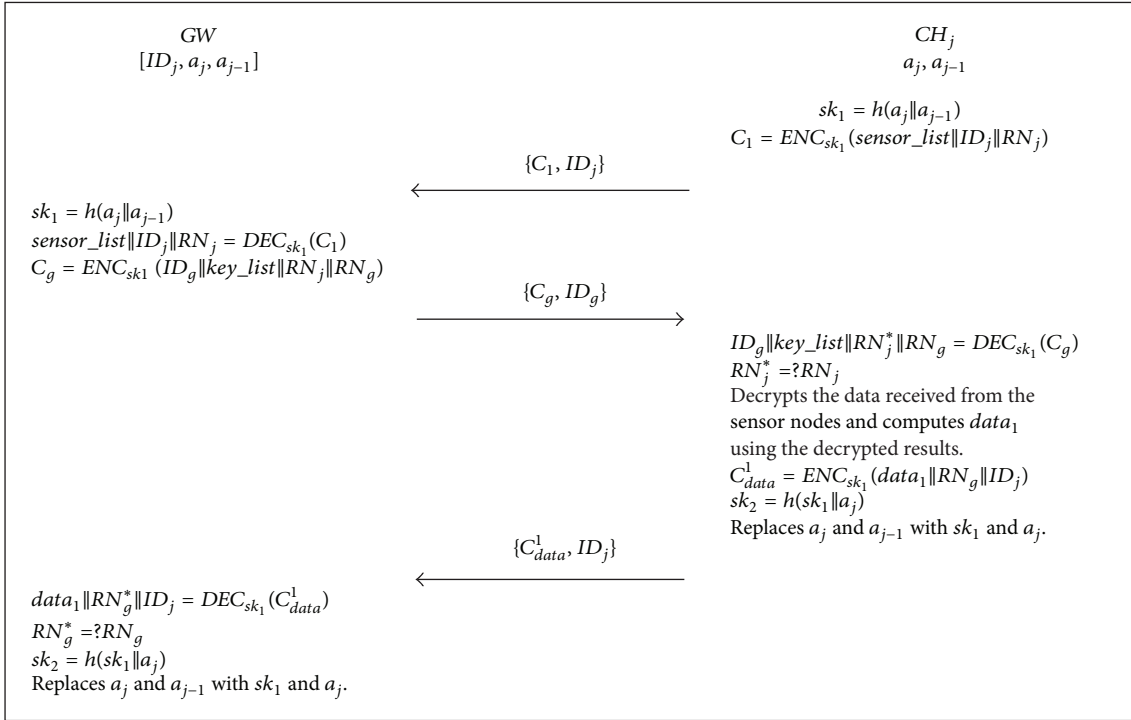 GW
[ID_j, a_j, a_{j−1}]
CH_j
a_j, a_{j−1}
sk_1 = h(a_j‖a_{j−1})
C_1 = ENC_{sk_1}(sensor_list‖ID_j‖RN_j)
{C_1, ID_j}
sk_1 = h(a_j‖a_{j−1})
sensor_list‖ID_j‖RN_j = DEC_{sk_1}(C_1)
C_g = ENC_{sk1} (ID_g‖key_list‖RN_j‖RN_g)
{C_g, ID_g}
ID_g‖key_list‖RN_j^*‖RN_g = DEC_{sk_1}(C_g)
RN_j^* =?RN_j
Decrypts the data received from the
sensor nodes and computes data_1
using the decrypted results.
C_{data}^1 = ENC_{sk_1}(data_1‖RN_g‖ID_j)
sk_2 = h(sk_1‖a_j)
Replaces a_j and a_{j−1} with sk_1 and a_j.
{C_{data}^1, ID_j}
data_1‖RN_g^*‖ID_j = DEC_{sk_1}(C_{data}^1)
RN_g^* =?RN_g
sk_2 = h(sk_1‖a_j)
Replaces a_j and a_{j−1} with sk_1 and a_j.